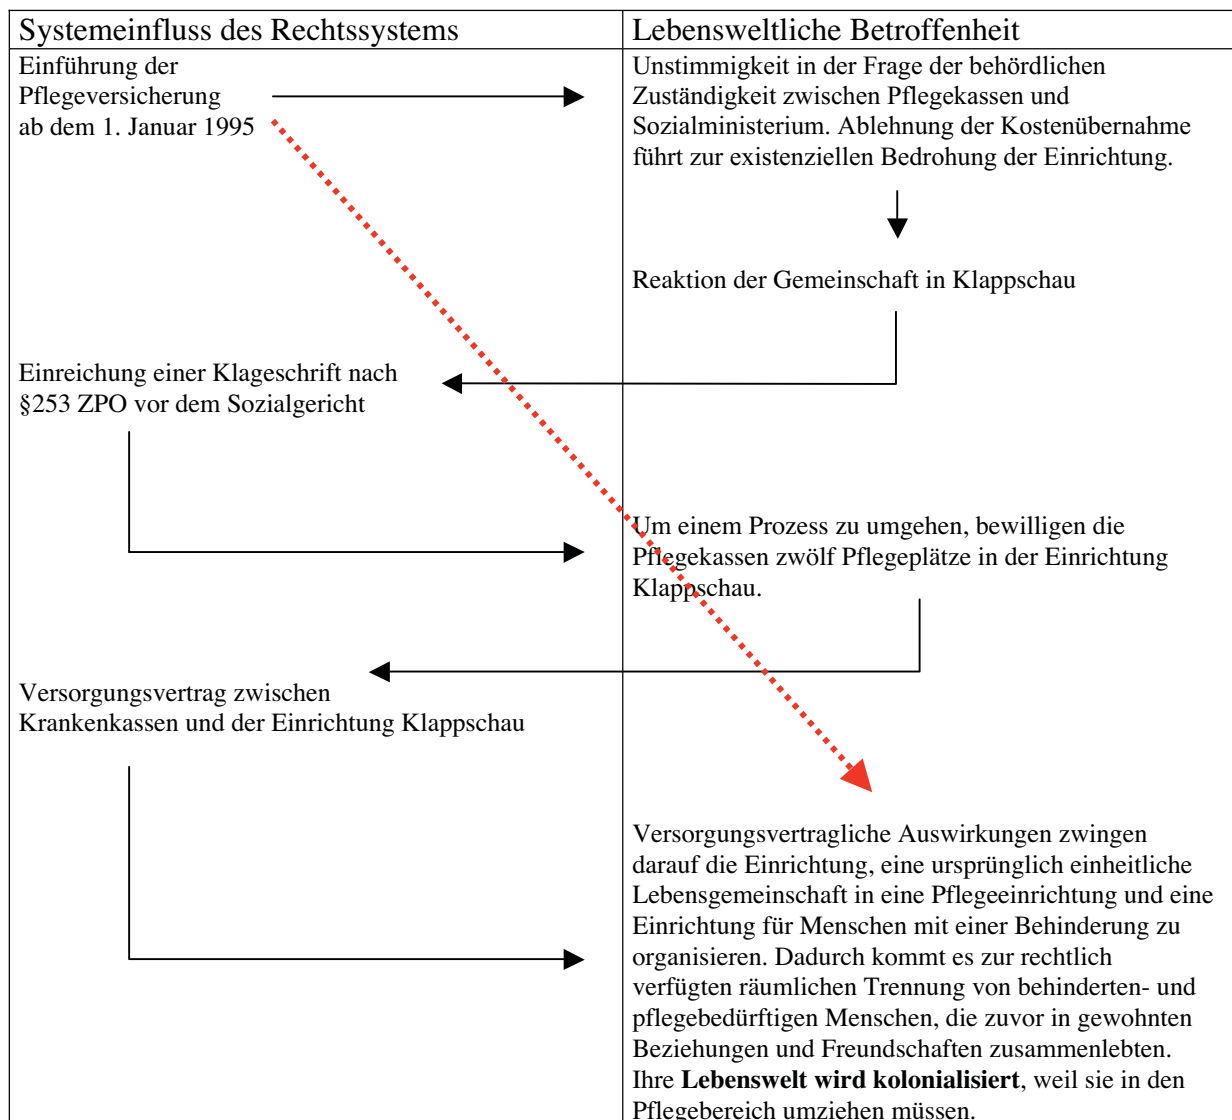 Systemeinfluss des Rechtssystems
Lebensweltliche Betroffenheit
Einführung der
Pflegeversicherung
ab dem 1. Januar 1995
Unstimmigkeit in der Frage der behördlichen
Zuständigkeit zwischen Pflegekassen und
Sozialministerium. Ablehnung der Kostenübernahme
führt zur existenziellen Bedrohung der Einrichtung.
Reaktion der Gemeinschaft in Klappschau
Einreichung einer Klageschrift nach
§253 ZPO vor dem Sozialgericht
Um einem Prozess zu umgehen, bewilligen die
Pflegekassen zwölf Pflegeplätze in der Einrichtung
Klappschau.
Versorgungsvertrag zwischen
Krankenkassen und der Einrichtung Klappschau
Versorgungsvertragliche Auswirkungen zwingen
darauf die Einrichtung, eine ursprünglich einheitliche
Lebensgemeinschaft in eine Pflegeeinrichtung und eine
Einrichtung für Menschen mit einer Behinderung zu
organisieren. Dadurch kommt es zur rechtlich
verfügten räumlichen Trennung von behinderten- und
pflegebedürftigen Menschen, die zuvor in gewohnten
Beziehungen und Freundschaften zusammenlebten.
Ihre Lebenswelt wird kolonialisiert, weil sie in den
Pflegebereich umziehen müssen.